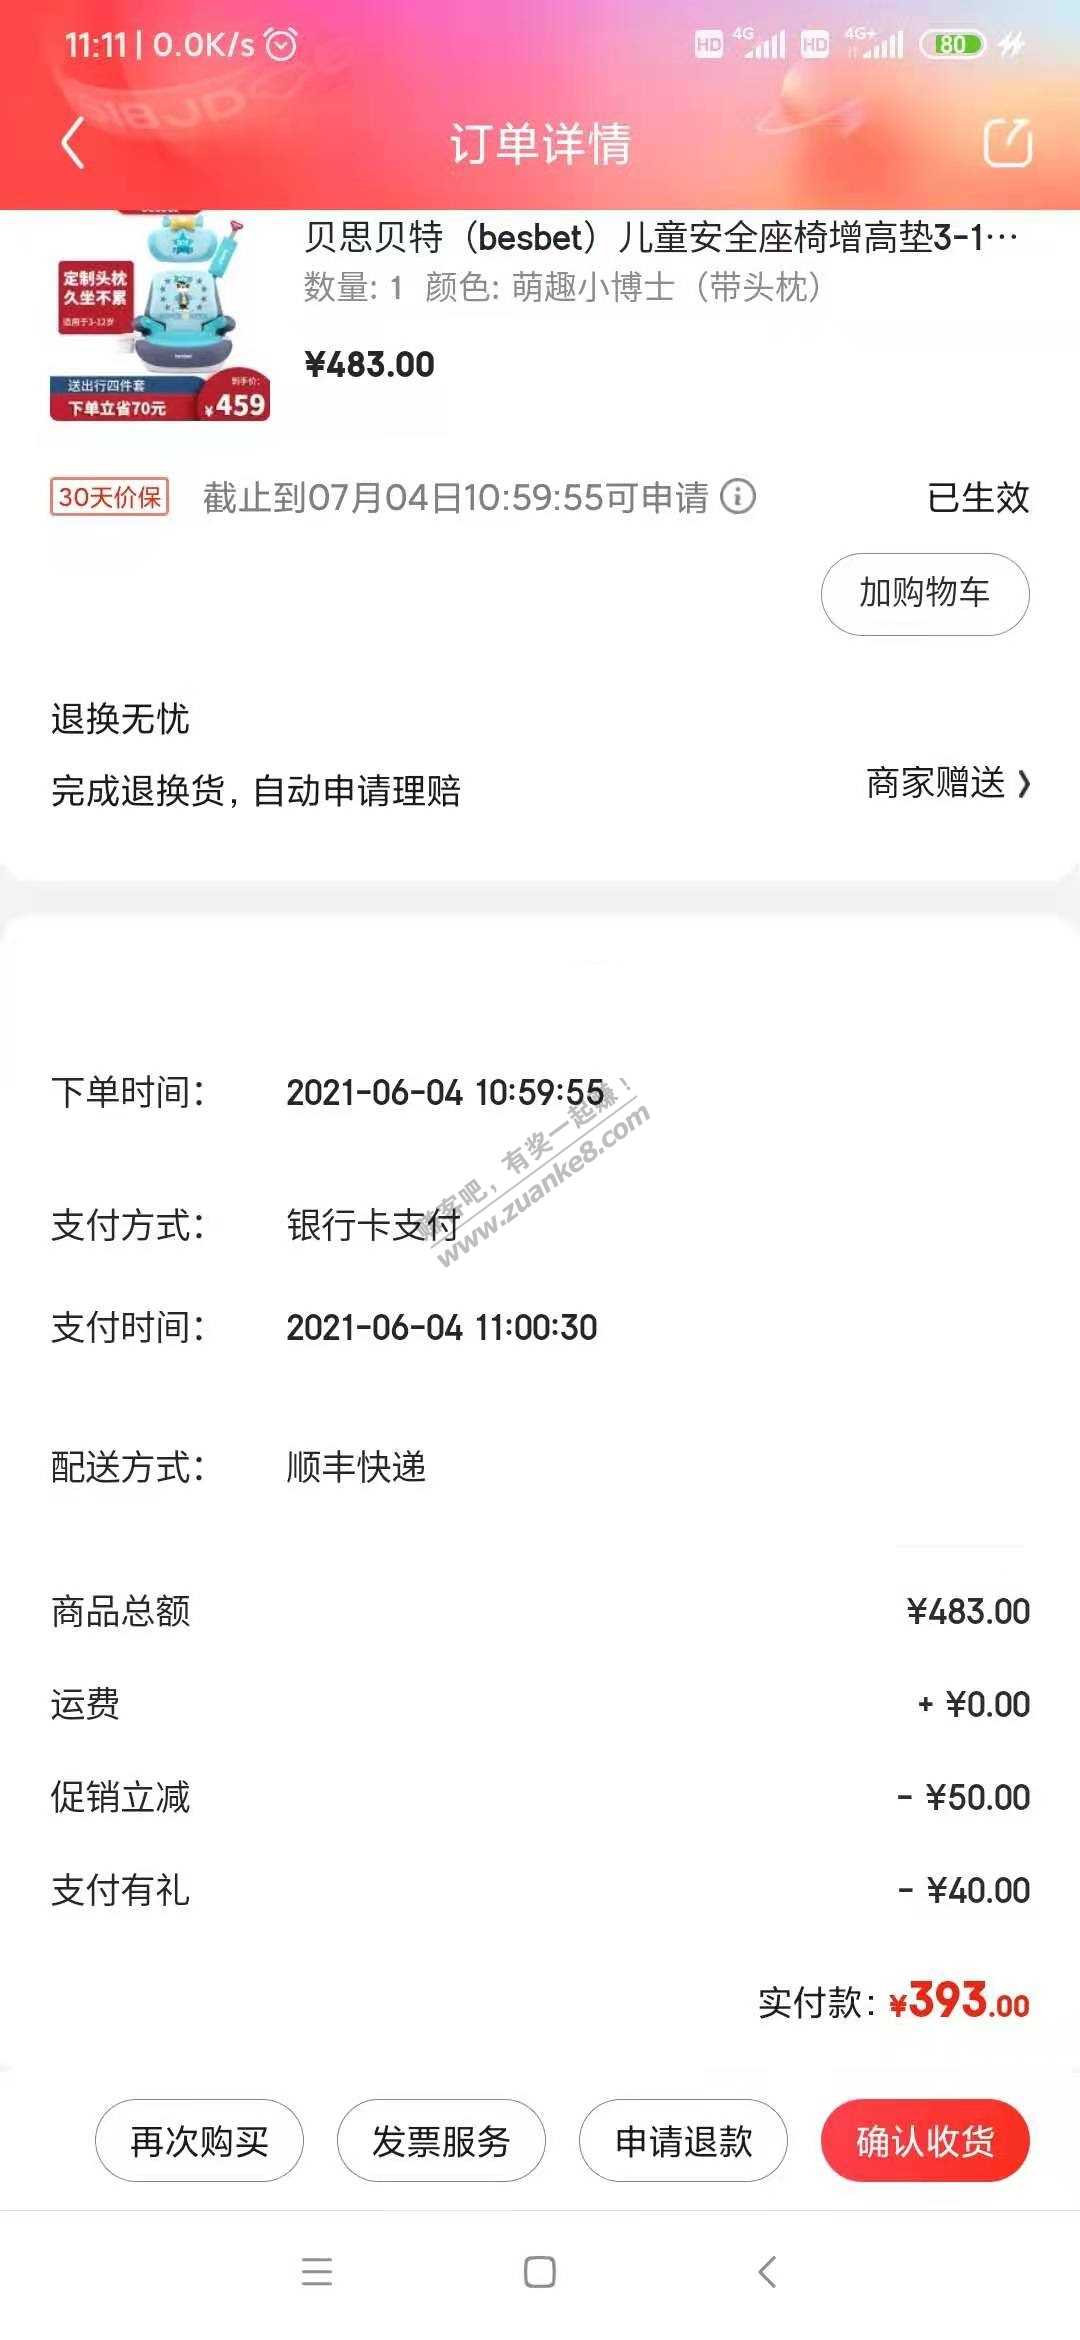 11:11 | 0.0K/s
HD 4G HD 4G+ 80
订单详情
贝思贝特（besbet）儿童安全座椅增高垫3-1…
数量: 1 颜色: 萌趣小博士（带头枕）
¥483.00
定制头枕
久坐不累
适用于3-12岁
送出行四件套
到手价:
下单立省70元
¥459
30天价保 截止到07月04日10:59:55可申请 已生效
加购物车
退换无忧
完成退换货，自动申请理赔 商家赠送
下单时间： 2021-06-04 10:59:55
支付方式： 银行卡支付
赚客吧，有奖一起赚！
www.zuanke8.com
支付时间： 2021-06-04 11:00:30
配送方式： 顺丰快递
商品总额 ¥483.00
运费 + ¥0.00
促销立减 - ¥50.00
支付有礼 - ¥40.00
实付款：¥393.00
再次购买 发票服务 申请退款 确认收货